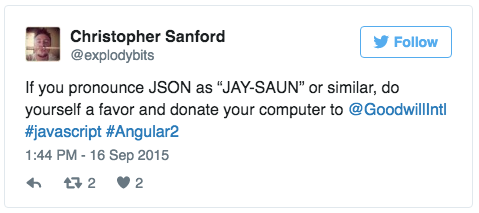 Christopher Sanford
@explodybits
Follow
If you pronounce JSON as “JAY-SAUN” or similar, do
yourself a favor and donate your computer to @GoodwillIntl
#javascript #Angular2
1:44 PM - 16 Sep 2015
2 2